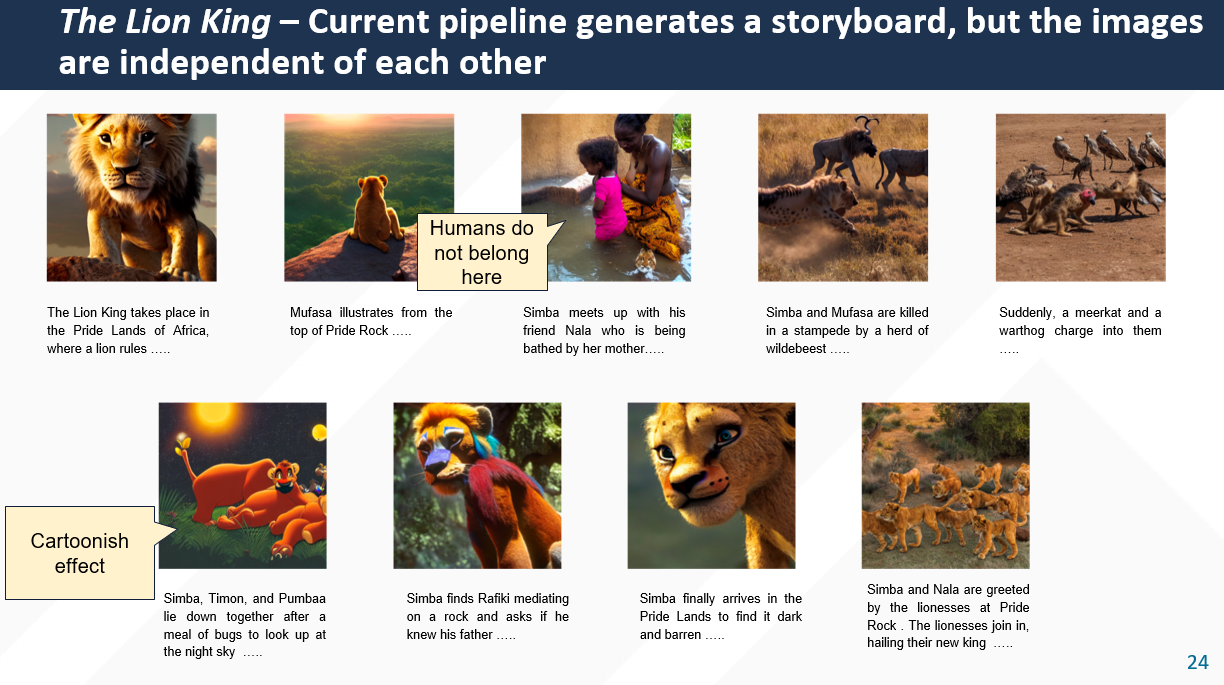 The Lion King – Current pipeline generates a storyboard, but the images
are independent of each other
Humans do
not belong
here
The Lion King takes place in
the Pride Lands of Africa,
where a lion rules …..
Mufasa illustrates from the
top of Pride Rock …..
Simba meets up with his
friend Nala who is being
bathed by her mother…..
Simba and Mufasa are killed
in a stampede by a herd of
wildebeest …..
Suddenly, a meerkat and a
warthog charge into them
…..
Cartoonish
effect
Simba, Timon, and Pumbaa
lie down together after a
meal of bugs to look up at
the night sky …..
Simba finds Rafiki mediating
on a rock and asks if he
knew his father …..
Simba finally arrives in the
Pride Lands to find it dark
and barren …..
Simba and Nala are greeted
by the lionesses at Pride
Rock . The lionesses join in,
hailing their new king …..
24